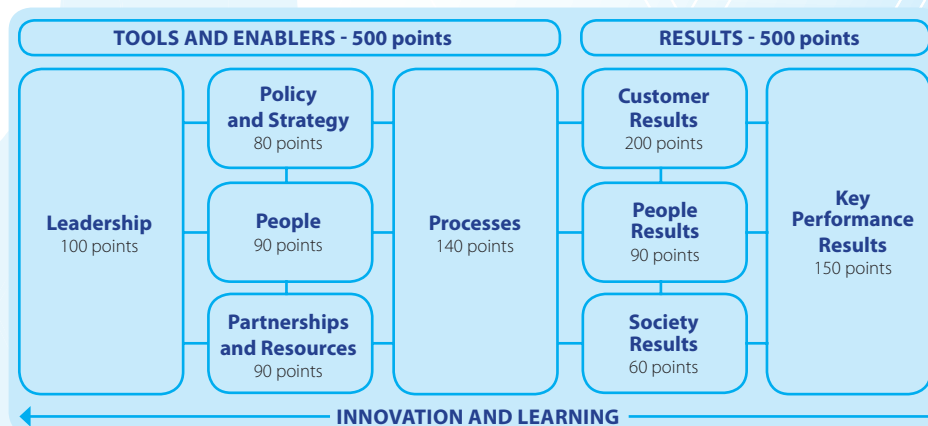 TOOLS AND ENABLERS - 500 points
RESULTS - 500 points
Leadership
100 points
Policy
and Strategy
80 points
People
90 points
Partnerships
and Resources
90 points
Processes
140 points
Customer
Results
200 points
People
Results
90 points
Society
Results
60 points
Key
Performance
Results
150 points
INNOVATION AND LEARNING